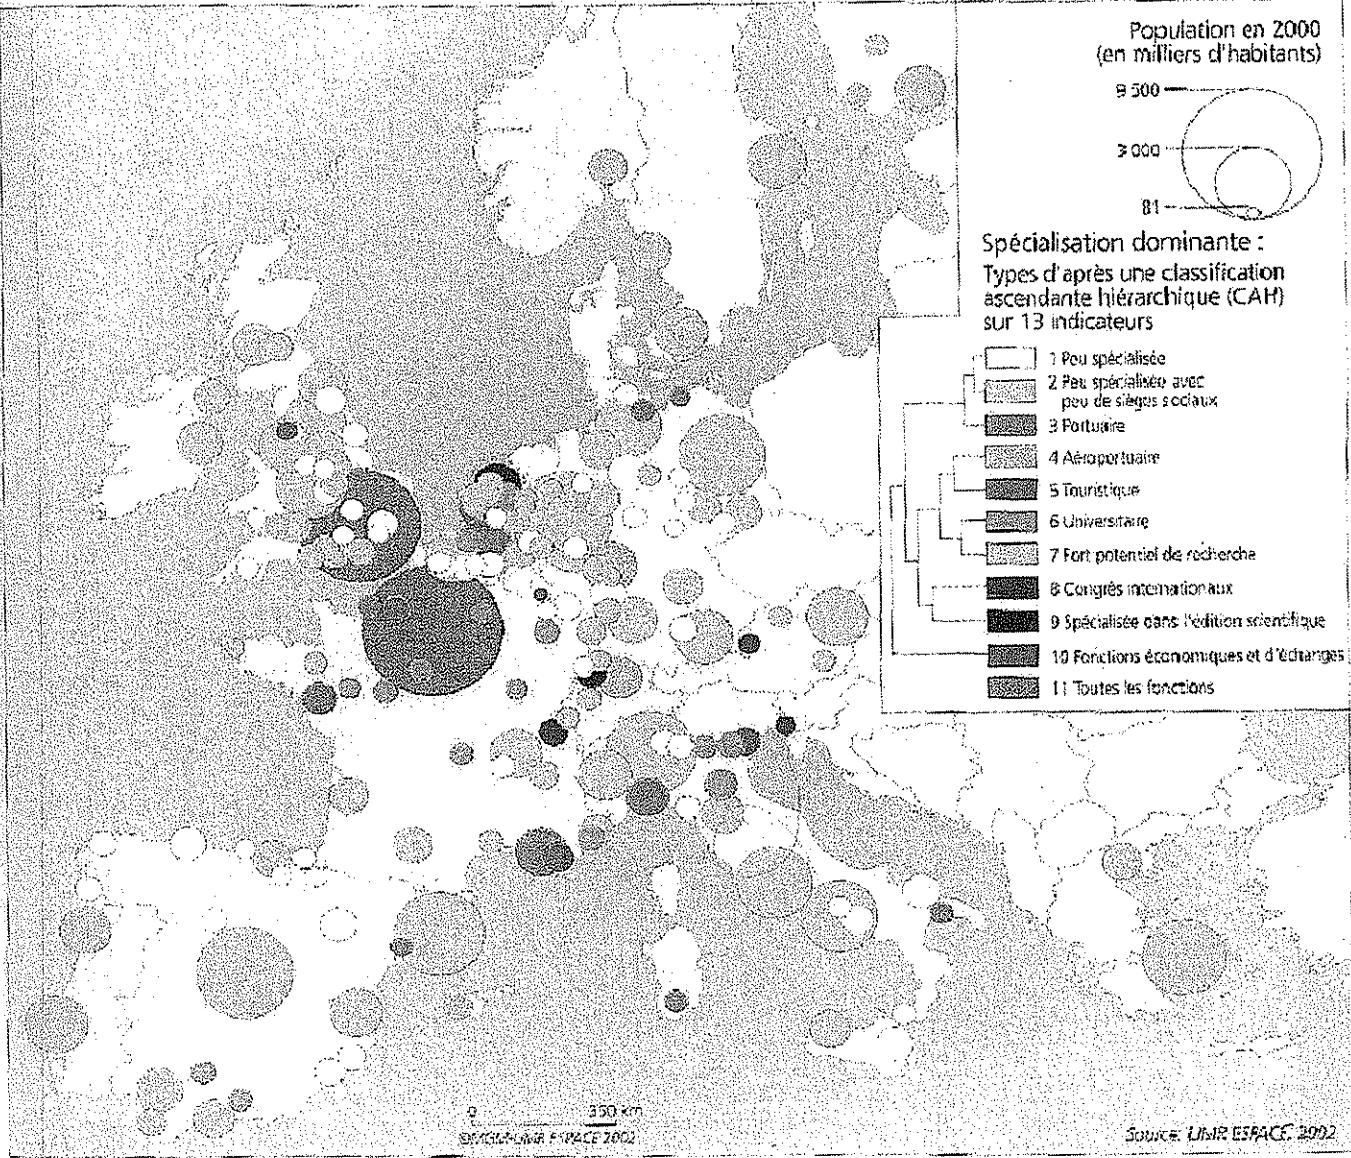 Population en 2000
(en milliers d'habitants)
9 500
3 000
81
Spécialisation dominante :
Types d'après une classification
ascendante hiérarchique (CAH)
sur 13 indicateurs
1 Peu spécialisée
2 Peu spécialisée avec
peu de sièges sociaux
3 Portuaire
4 Aéroportuaire
5 Touristique
6 Universitaire
7 Fort potentiel de recherche
8 Congrès internationaux
9 Spécialisée dans l'édition scientifique
10 Fonctions économiques et d'échanges
11 Toutes les fonctions
0 350 km
UMR ESPACE 2002
Source: UMR ESPACE, 2002